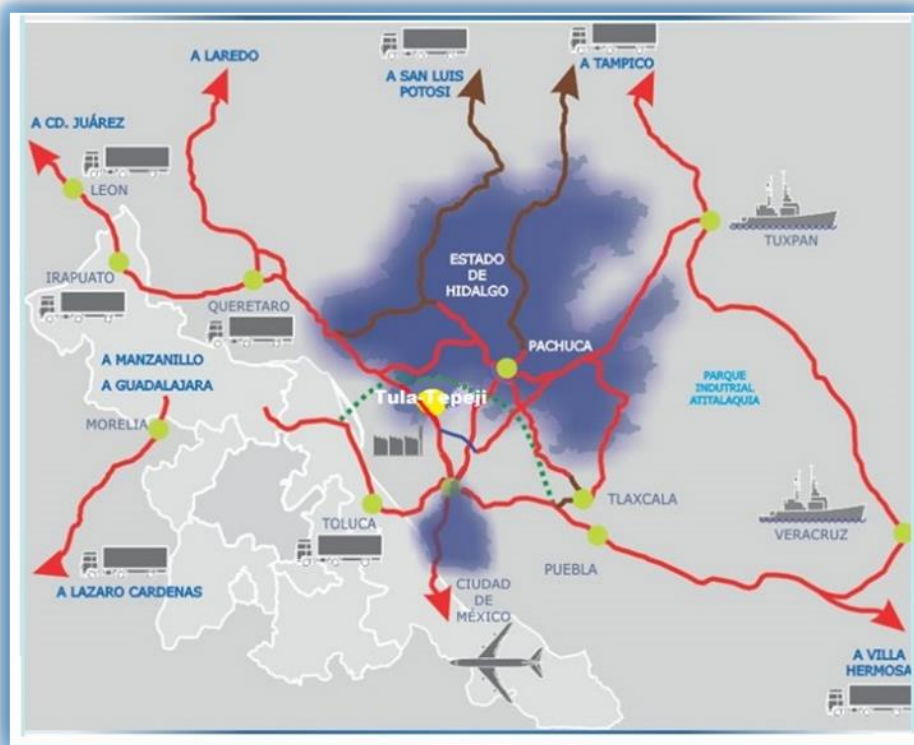 A LAREDO
A SAN LUIS
POTOSI
A TAMPICO
A CD. JUÁREZ
LEON
IRAPUATO
QUERETARO
ESTADO
DE
HIDALGO
TUXPAN
PACHUCA
A MANZANILLO
A GUADALAJARA
MORELIA
Tula-Tepeji
PARQUE
INDUTRIAL
ATITALAQUIA
TOLUCA
TLAXCALA
PUEBLA
VERACRUZ
A LAZARO CARDENAS
CIUDAD
DE
MÉXICO
A VILLA
HERMOSA